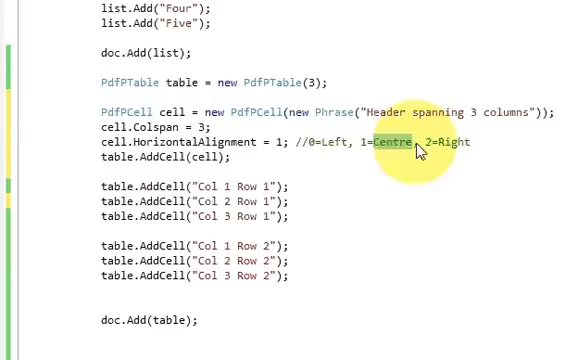 list.Add("Four");
list.Add("Five");
doc.Add(list);
PdfPTable table = new PdfPTable(3);
PdfPCell cell = new PdfPCell(new Phrase("Header spanning 3 columns"));
cell.Colspan = 3;
cell.HorizontalAlignment = 1; //0=Left, 1=Centre, 2=Right
table.AddCell(cell);
table.AddCell("Col 1 Row 1");
table.AddCell("Col 2 Row 1");
table.AddCell("Col 3 Row 1");
table.AddCell("Col 1 Row 2");
table.AddCell("Col 2 Row 2");
table.AddCell("Col 3 Row 2");
doc.Add(table);